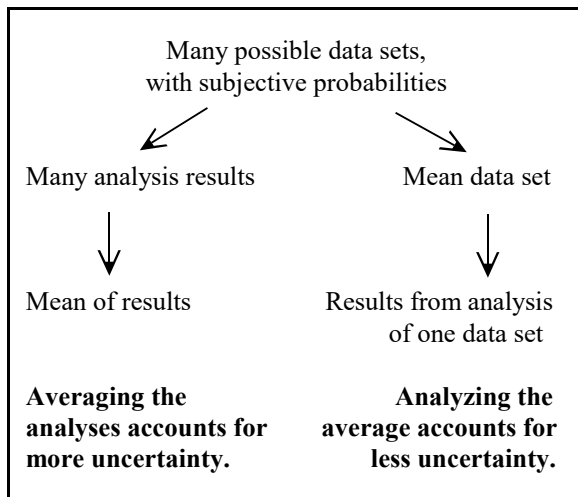 Many possible data sets,
with subjective probabilities
Many analysis results
Mean data set
Mean of results
Results from analysis
of one data set
Averaging the
analyses accounts for
more uncertainty.
Analyzing the
average accounts for
less uncertainty.